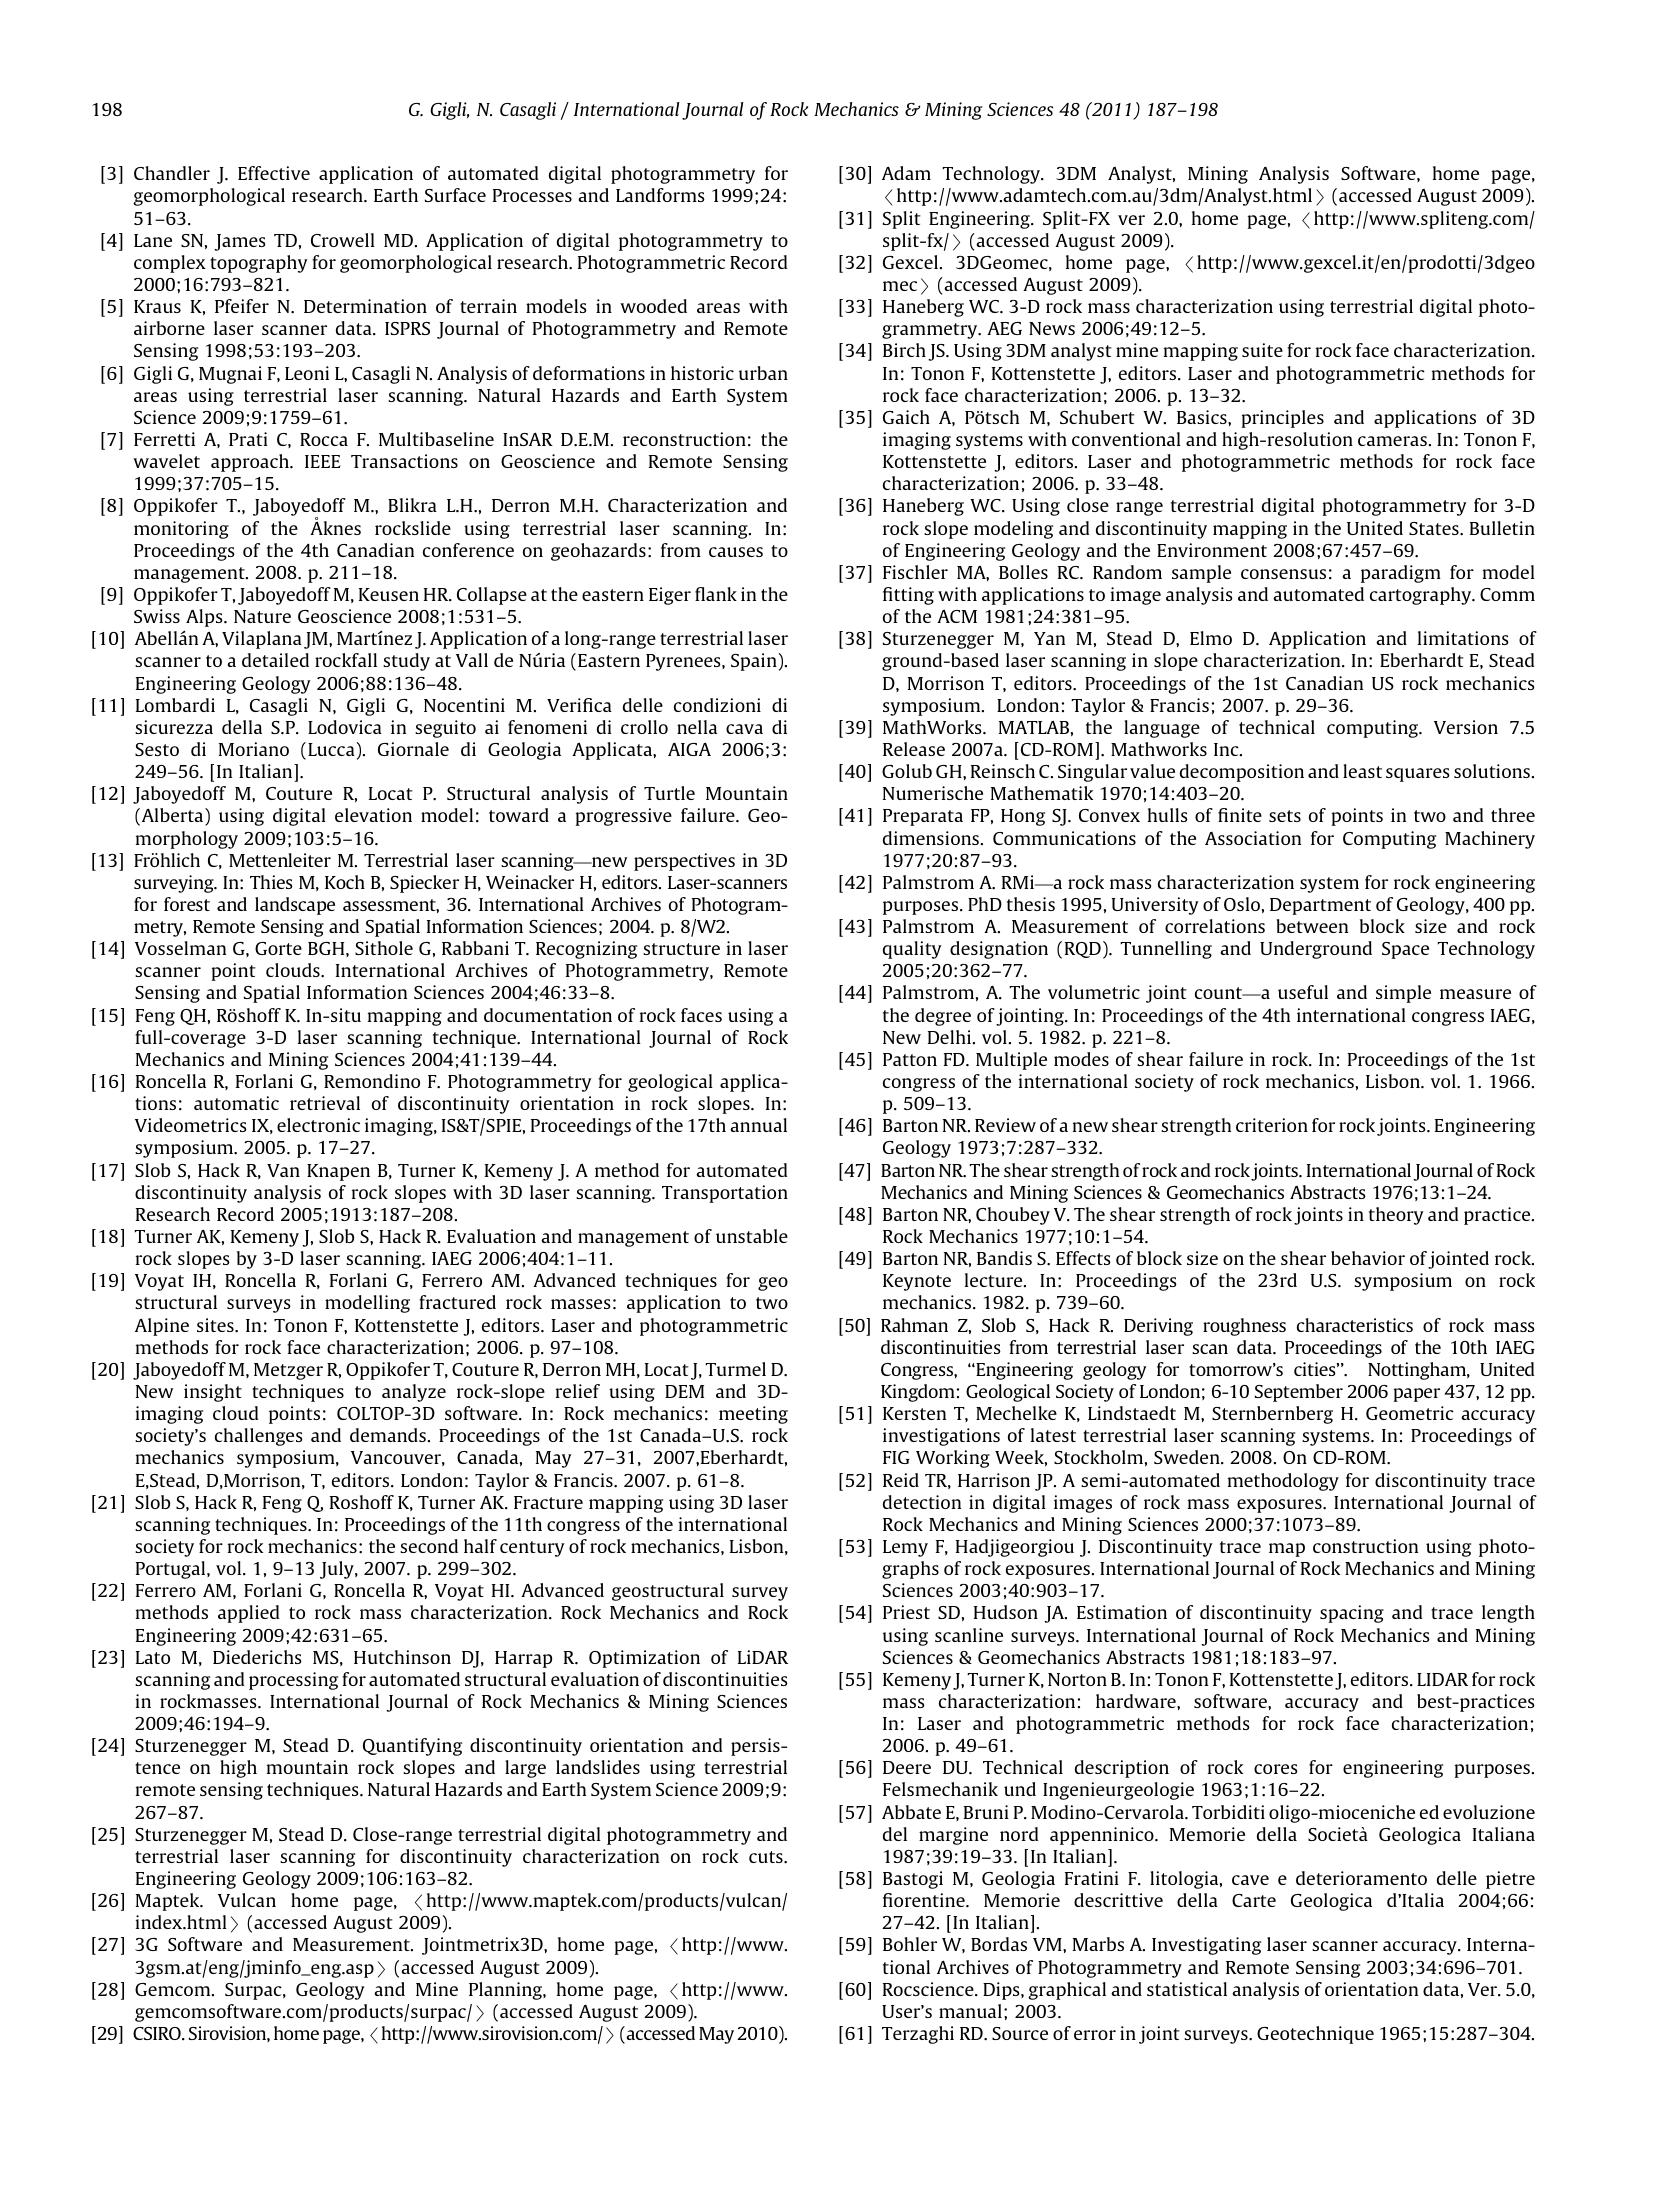 198
G. Gigli, N. Casagli / International Journal of Rock Mechanics & Mining Sciences 48 (2011) 187–198
[3] Chandler J. Effective application of automated digital photogrammetry for
geomorphological research. Earth Surface Processes and Landforms 1999;24:
51–63.
[4] Lane SN, James TD, Crowell MD. Application of digital photogrammetry to
complex topography for geomorphological research. Photogrammetric Record
2000;16:793–821.
[5] Kraus K, Pfeifer N. Determination of terrain models in wooded areas with
airborne laser scanner data. ISPRS Journal of Photogrammetry and Remote
Sensing 1998;53:193–203.
[6] Gigli G, Mugnai F, Leoni L, Casagli N. Analysis of deformations in historic urban
areas using terrestrial laser scanning. Natural Hazards and Earth System
Science 2009;9:1759–61.
[7] Ferretti A, Prati C, Rocca F. Multibaseline InSAR D.E.M. reconstruction: the
wavelet approach. IEEE Transactions on Geoscience and Remote Sensing
1999;37:705–15.
[8] Oppikofer T., Jaboyedoff M., Blikra L.H., Derron M.H. Characterization and
monitoring of the Åknes rockslide using terrestrial laser scanning. In:
Proceedings of the 4th Canadian conference on geohazards: from causes to
management. 2008. p. 211–18.
[9] Oppikofer T, Jaboyedoff M, Keusen HR. Collapse at the eastern Eiger flank in the
Swiss Alps. Nature Geoscience 2008;1:531–5.
[10] Abellán A, Vilaplana JM, Martínez J. Application of a long-range terrestrial laser
scanner to a detailed rockfall study at Vall de Núria (Eastern Pyrenees, Spain).
Engineering Geology 2006;88:136–48.
[11] Lombardi L, Casagli N, Gigli G, Nocentini M. Verifica delle condizioni di
sicurezza della S.P. Lodovica in seguito ai fenomeni di crollo nella cava di
Sesto di Moriano (Lucca). Giornale di Geologia Applicata, AIGA 2006;3:
249–56. [In Italian].
[12] Jaboyedoff M, Couture R, Locat P. Structural analysis of Turtle Mountain
(Alberta) using digital elevation model: toward a progressive failure. Geo-
morphology 2009;103:5–16.
[13] Fröhlich C, Mettenleiter M. Terrestrial laser scanning—new perspectives in 3D
surveying. In: Thies M, Koch B, Spiecker H, Weinacker H, editors. Laser-scanners
for forest and landscape assessment, 36. International Archives of Photogram-
metry, Remote Sensing and Spatial Information Sciences; 2004. p. 8/W2.
[14] Vosselman G, Gorte BGH, Sithole G, Rabbani T. Recognizing structure in laser
scanner point clouds. International Archives of Photogrammetry, Remote
Sensing and Spatial Information Sciences 2004;46:33–8.
[15] Feng QH, Röshoff K. In-situ mapping and documentation of rock faces using a
full-coverage 3-D laser scanning technique. International Journal of Rock
Mechanics and Mining Sciences 2004;41:139–44.
[16] Roncella R, Forlani G, Remondino F. Photogrammetry for geological applica-
tions: automatic retrieval of discontinuity orientation in rock slopes. In:
Videometrics IX, electronic imaging, IS&T/SPIE, Proceedings of the 17th annual
symposium. 2005. p. 17–27.
[17] Slob S, Hack R, Van Knapen B, Turner K, Kemeny J. A method for automated
discontinuity analysis of rock slopes with 3D laser scanning. Transportation
Research Record 2005;1913:187–208.
[18] Turner AK, Kemeny J, Slob S, Hack R. Evaluation and management of unstable
rock slopes by 3-D laser scanning. IAEG 2006;404:1–11.
[19] Voyat IH, Roncella R, Forlani G, Ferrero AM. Advanced techniques for geo
structural surveys in modelling fractured rock masses: application to two
Alpine sites. In: Tonon F, Kottenstette J, editors. Laser and photogrammetric
methods for rock face characterization; 2006. p. 97–108.
[20] Jaboyedoff M, Metzger R, Oppikofer T, Couture R, Derron MH, Locat J, Turmel D.
New insight techniques to analyze rock-slope relief using DEM and 3D-
imaging cloud points: COLTOP-3D software. In: Rock mechanics: meeting
society's challenges and demands. Proceedings of the 1st Canada–U.S. rock
mechanics symposium, Vancouver, Canada, May 27–31, 2007,Eberhardt,
E,Stead, D,Morrison, T, editors. London: Taylor & Francis. 2007. p. 61–8.
[21] Slob S, Hack R, Feng Q, Roshoff K, Turner AK. Fracture mapping using 3D laser
scanning techniques. In: Proceedings of the 11th congress of the international
society for rock mechanics: the second half century of rock mechanics, Lisbon,
Portugal, vol. 1, 9–13 July, 2007. p. 299–302.
[22] Ferrero AM, Forlani G, Roncella R, Voyat HI. Advanced geostructural survey
methods applied to rock mass characterization. Rock Mechanics and Rock
Engineering 2009;42:631–65.
[23] Lato M, Diederichs MS, Hutchinson DJ, Harrap R. Optimization of LiDAR
scanning and processing for automated structural evaluation of discontinuities
in rockmasses. International Journal of Rock Mechanics & Mining Sciences
2009;46:194–9.
[24] Sturzenegger M, Stead D. Quantifying discontinuity orientation and persis-
tence on high mountain rock slopes and large landslides using terrestrial
remote sensing techniques. Natural Hazards and Earth System Science 2009;9:
267–87.
[25] Sturzenegger M, Stead D. Close-range terrestrial digital photogrammetry and
terrestrial laser scanning for discontinuity characterization on rock cuts.
Engineering Geology 2009;106:163–82.
[26] Maptek. Vulcan home page, 〈http://www.maptek.com/products/vulcan/
index.html〉 (accessed August 2009).
[27] 3G Software and Measurement. Jointmetrix3D, home page, 〈http://www.
3gsm.at/eng/jminfo_eng.asp〉 (accessed August 2009).
[28] Gemcom. Surpac, Geology and Mine Planning, home page, 〈http://www.
gemcomsoftware.com/products/surpac/〉 (accessed August 2009).
[29] CSIRO. Sirovision, home page, 〈http://www.sirovision.com/〉 (accessed May 2010).
[30] Adam Technology. 3DM Analyst, Mining Analysis Software, home page,
〈http://www.adamtech.com.au/3dm/Analyst.html〉 (accessed August 2009).
[31] Split Engineering. Split-FX ver 2.0, home page, 〈http://www.spliteng.com/
split-fx/〉 (accessed August 2009).
[32] Gexcel. 3DGeomec, home page, 〈http://www.gexcel.it/en/prodotti/3dgeo
mec〉 (accessed August 2009).
[33] Haneberg WC. 3-D rock mass characterization using terrestrial digital photo-
grammetry. AEG News 2006;49:12–5.
[34] Birch JS. Using 3DM analyst mine mapping suite for rock face characterization.
In: Tonon F, Kottenstette J, editors. Laser and photogrammetric methods for
rock face characterization; 2006. p. 13–32.
[35] Gaich A, Pötsch M, Schubert W. Basics, principles and applications of 3D
imaging systems with conventional and high-resolution cameras. In: Tonon F,
Kottenstette J, editors. Laser and photogrammetric methods for rock face
characterization; 2006. p. 33–48.
[36] Haneberg WC. Using close range terrestrial digital photogrammetry for 3-D
rock slope modeling and discontinuity mapping in the United States. Bulletin
of Engineering Geology and the Environment 2008;67:457–69.
[37] Fischler MA, Bolles RC. Random sample consensus: a paradigm for model
fitting with applications to image analysis and automated cartography. Comm
of the ACM 1981;24:381–95.
[38] Sturzenegger M, Yan M, Stead D, Elmo D. Application and limitations of
ground-based laser scanning in slope characterization. In: Eberhardt E, Stead
D, Morrison T, editors. Proceedings of the 1st Canadian US rock mechanics
symposium. London: Taylor & Francis; 2007. p. 29–36.
[39] MathWorks. MATLAB, the language of technical computing. Version 7.5
Release 2007a. [CD-ROM]. Mathworks Inc.
[40] Golub GH, Reinsch C. Singular value decomposition and least squares solutions.
Numerische Mathematik 1970;14:403–20.
[41] Preparata FP, Hong SJ. Convex hulls of finite sets of points in two and three
dimensions. Communications of the Association for Computing Machinery
1977;20:87–93.
[42] Palmstrom A. RMi—a rock mass characterization system for rock engineering
purposes. PhD thesis 1995, University of Oslo, Department of Geology, 400 pp.
[43] Palmstrom A. Measurement of correlations between block size and rock
quality designation (RQD). Tunnelling and Underground Space Technology
2005;20:362–77.
[44] Palmstrom, A. The volumetric joint count—a useful and simple measure of
the degree of jointing. In: Proceedings of the 4th international congress IAEG,
New Delhi. vol. 5. 1982. p. 221–8.
[45] Patton FD. Multiple modes of shear failure in rock. In: Proceedings of the 1st
congress of the international society of rock mechanics, Lisbon. vol. 1. 1966.
p. 509–13.
[46] Barton NR. Review of a new shear strength criterion for rock joints. Engineering
Geology 1973;7:287–332.
[47] Barton NR. The shear strength of rock and rock joints. International Journal of Rock
Mechanics and Mining Sciences & Geomechanics Abstracts 1976;13:1–24.
[48] Barton NR, Choubey V. The shear strength of rock joints in theory and practice.
Rock Mechanics 1977;10:1–54.
[49] Barton NR, Bandis S. Effects of block size on the shear behavior of jointed rock.
Keynote lecture. In: Proceedings of the 23rd U.S. symposium on rock
mechanics. 1982. p. 739–60.
[50] Rahman Z, Slob S, Hack R. Deriving roughness characteristics of rock mass
discontinuities from terrestrial laser scan data. Proceedings of the 10th IAEG
Congress, ‘‘Engineering geology for tomorrow's cities’’. Nottingham, United
Kingdom: Geological Society of London; 6-10 September 2006 paper 437, 12 pp.
[51] Kersten T, Mechelke K, Lindstaedt M, Sternbernberg H. Geometric accuracy
investigations of latest terrestrial laser scanning systems. In: Proceedings of
FIG Working Week, Stockholm, Sweden. 2008. On CD-ROM.
[52] Reid TR, Harrison JP. A semi-automated methodology for discontinuity trace
detection in digital images of rock mass exposures. International Journal of
Rock Mechanics and Mining Sciences 2000;37:1073–89.
[53] Lemy F, Hadjigeorgiou J. Discontinuity trace map construction using photo-
graphs of rock exposures. International Journal of Rock Mechanics and Mining
Sciences 2003;40:903–17.
[54] Priest SD, Hudson JA. Estimation of discontinuity spacing and trace length
using scanline surveys. International Journal of Rock Mechanics and Mining
Sciences & Geomechanics Abstracts 1981;18:183–97.
[55] Kemeny J, Turner K, Norton B. In: Tonon F, Kottenstette J, editors. LIDAR for rock
mass characterization: hardware, software, accuracy and best-practices
In: Laser and photogrammetric methods for rock face characterization;
2006. p. 49–61.
[56] Deere DU. Technical description of rock cores for engineering purposes.
Felsmechanik und Ingenieurgeologie 1963;1:16–22.
[57] Abbate E, Bruni P. Modino-Cervarola. Torbiditi oligo-mioceniche ed evoluzione
del margine nord appenninico. Memorie della Società Geologica Italiana
1987;39:19–33. [In Italian].
[58] Bastogi M, Geologia Fratini F. litologia, cave e deterioramento delle pietre
fiorentine. Memorie descrittive della Carte Geologica d'Italia 2004;66:
27–42. [In Italian].
[59] Bohler W, Bordas VM, Marbs A. Investigating laser scanner accuracy. Interna-
tional Archives of Photogrammetry and Remote Sensing 2003;34:696–701.
[60] Rocscience. Dips, graphical and statistical analysis of orientation data, Ver. 5.0,
User's manual; 2003.
[61] Terzaghi RD. Source of error in joint surveys. Geotechnique 1965;15:287–304.